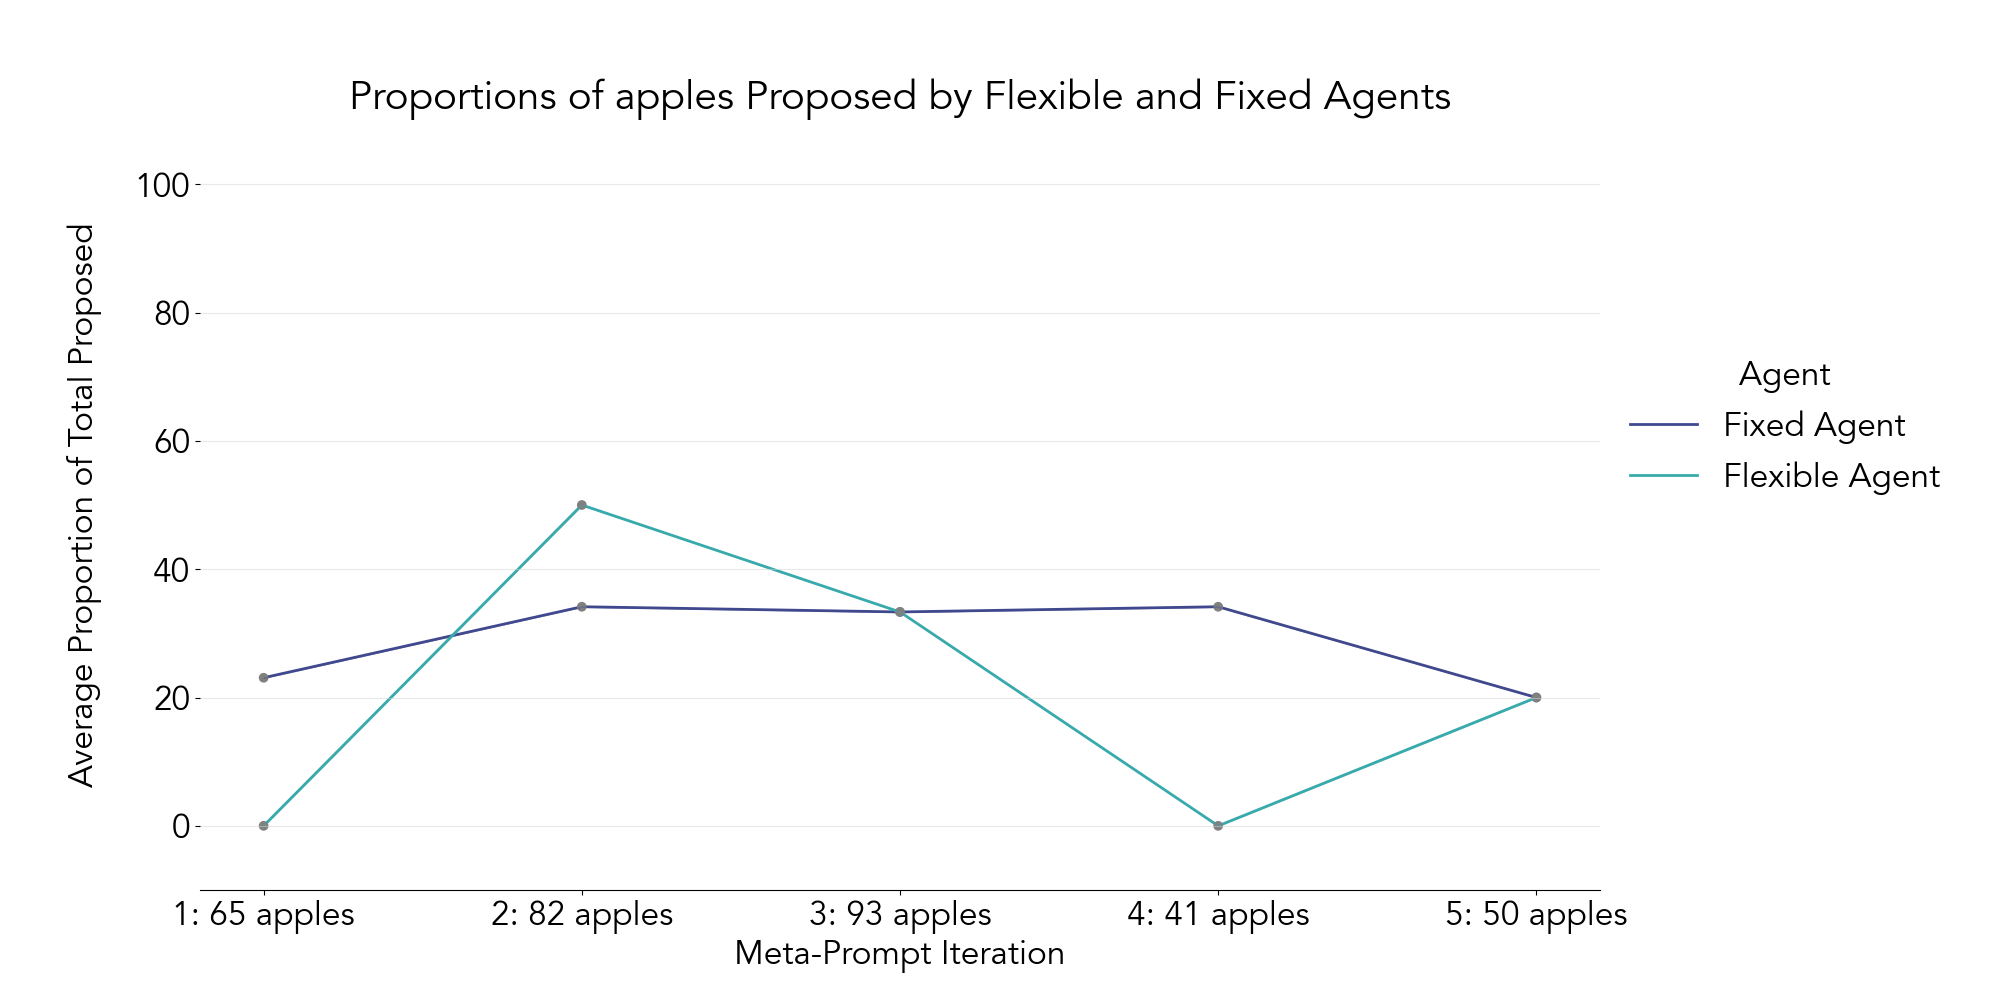 Proportions of apples Proposed by Flexible and Fixed Agents
Average Proportion of Total Proposed
100
80
60
40
20
0
1: 65 apples
2: 82 apples
3: 93 apples
4: 41 apples
5: 50 apples
Meta-Prompt Iteration
Agent
Fixed Agent
Flexible Agent